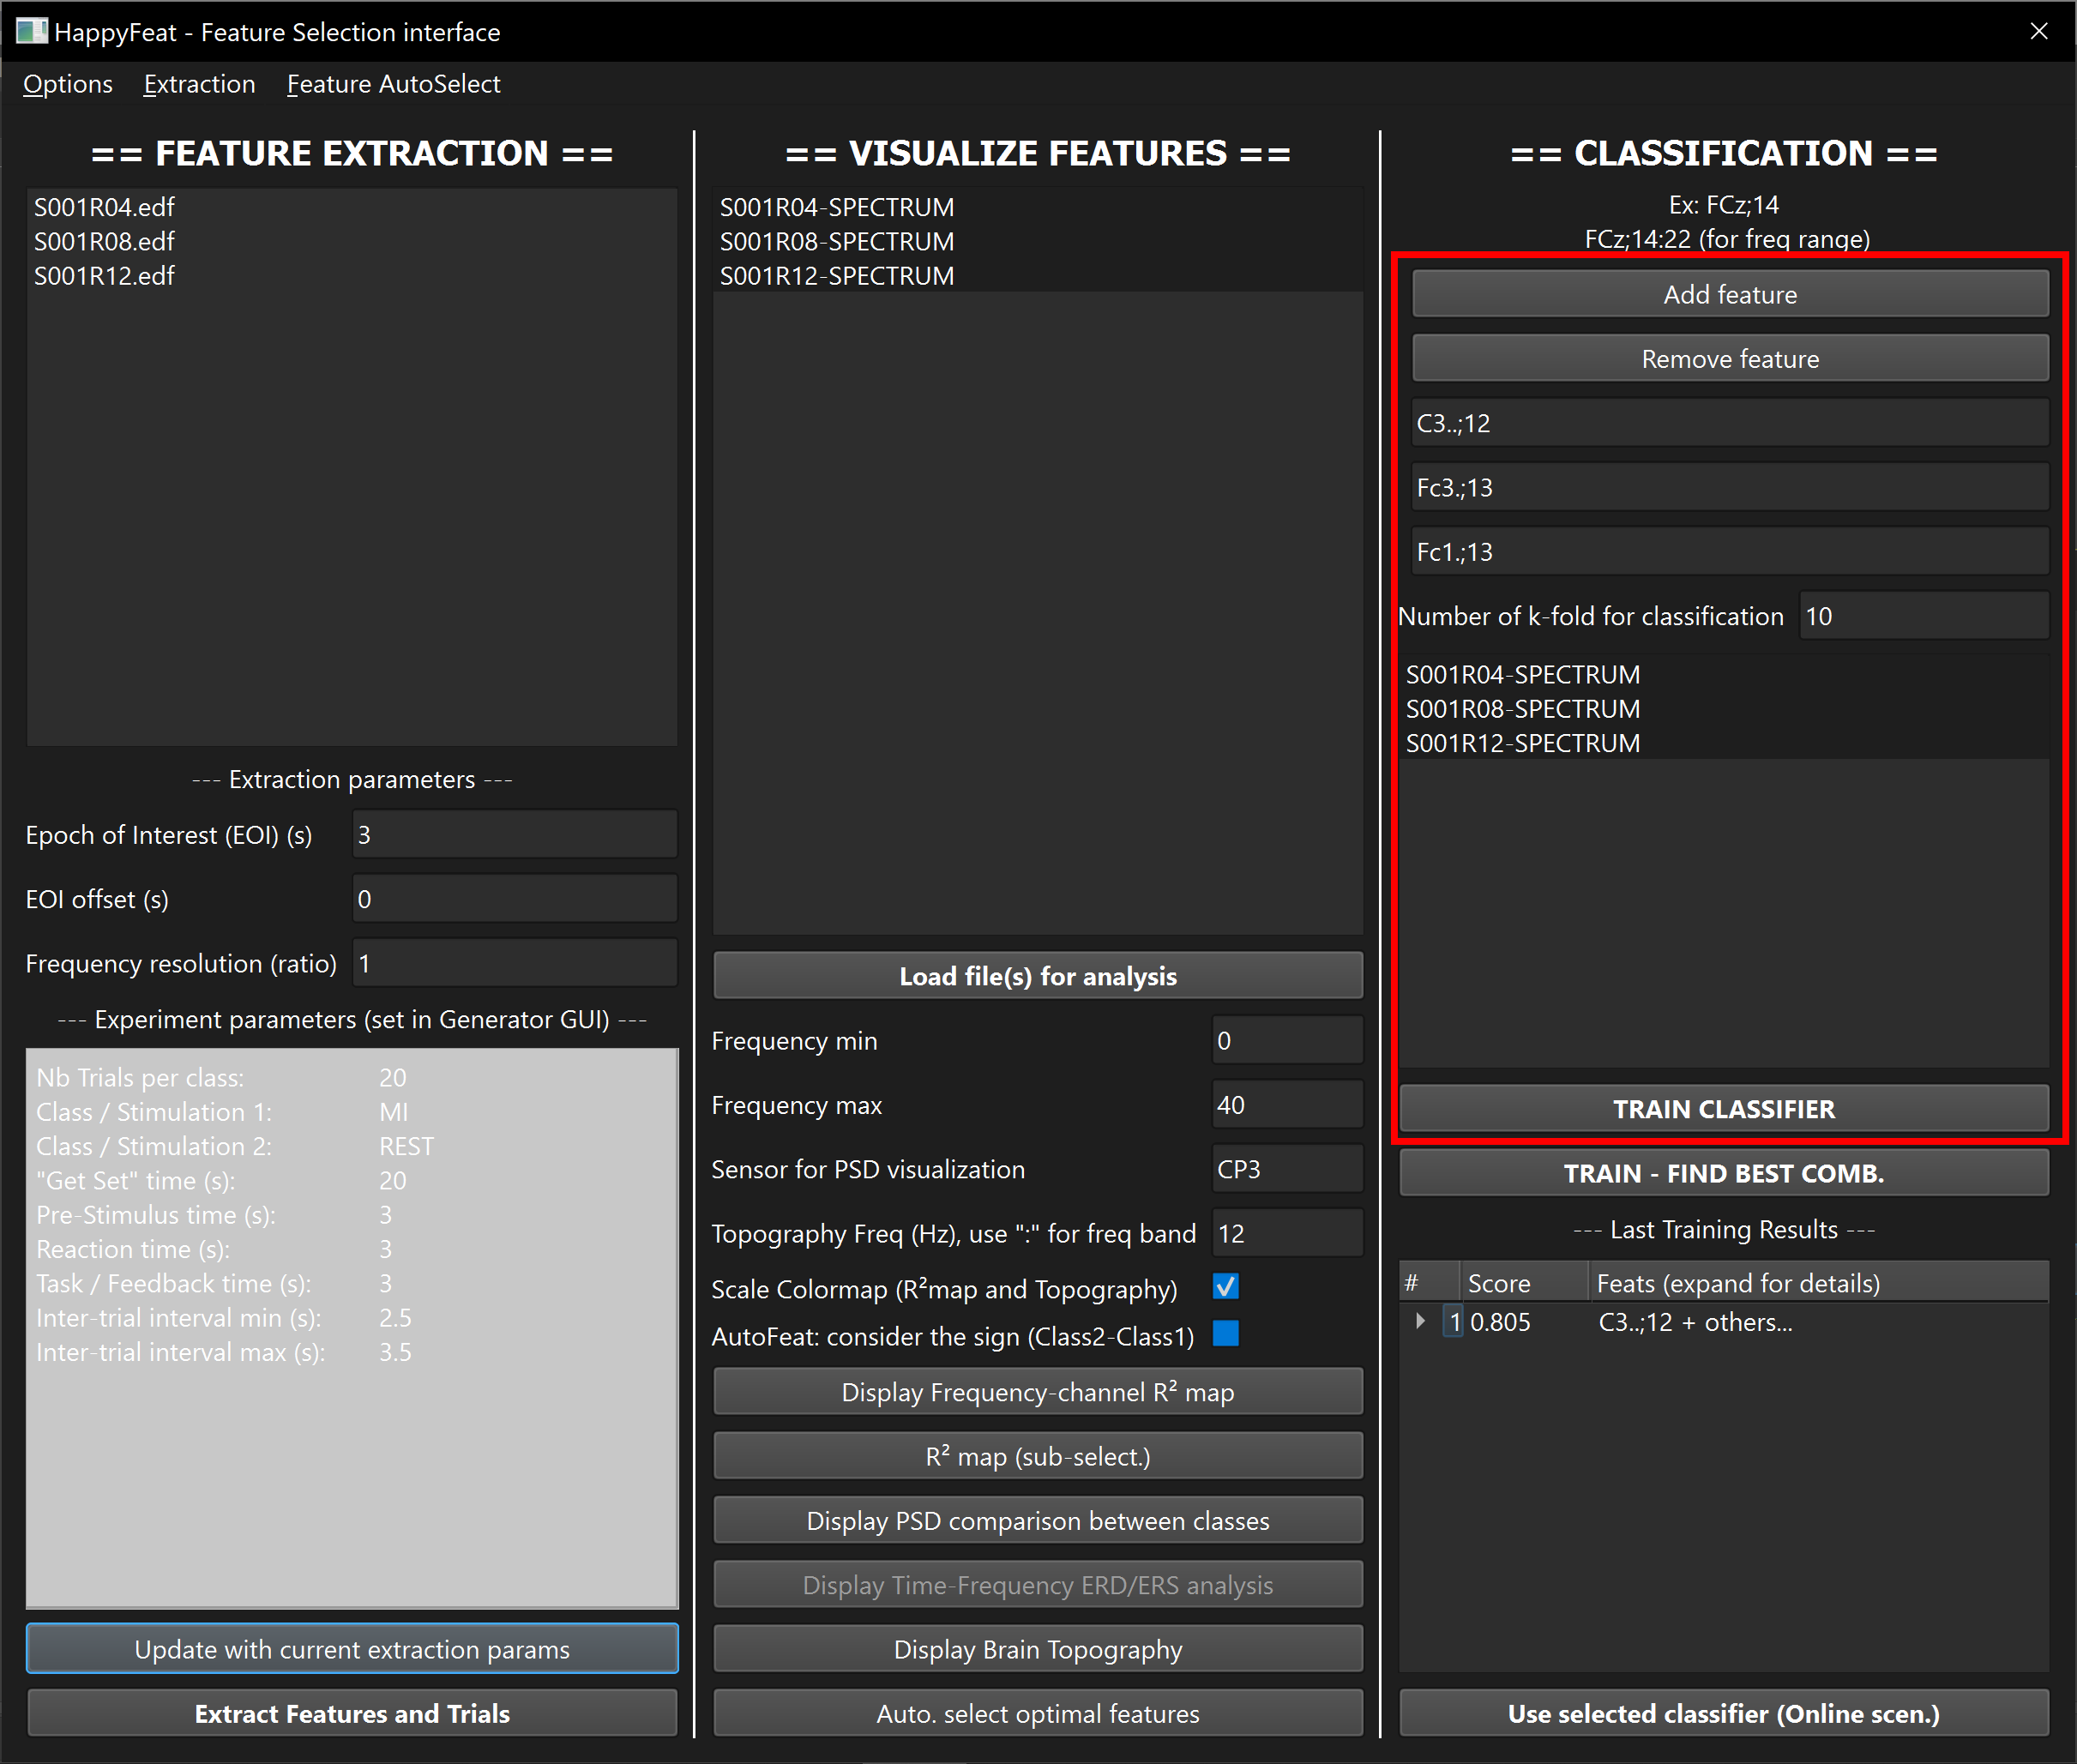 HappyFeat - Feature Selection interface
Options Extraction Feature AutoSelect
== FEATURE EXTRACTION ==
S001R04.edf
S001R08.edf
S001R12.edf
--- Extraction parameters ---
Epoch of Interest (EOI) (s) 3
EOI offset (s) 0
Frequency resolution (ratio) 1
--- Experiment parameters (set in Generator GUI) ---
Nb Trials per class: 20
Class / Stimulation 1: MI
Class / Stimulation 2: REST
"Get Set" time (s): 20
Pre-Stimulus time (s): 3
Reaction time (s): 3
Task / Feedback time (s): 3
Inter-trial interval min (s): 2.5
Inter-trial interval max (s): 3.5
Update with current extraction params
Extract Features and Trials
== VISUALIZE FEATURES ==
S001R04-SPECTRUM
S001R08-SPECTRUM
S001R12-SPECTRUM
Load file(s) for analysis
Frequency min 0
Frequency max 40
Sensor for PSD visualization CP3
Topography Freq (Hz), use ":" for freq band 12
Scale Colormap (R²map and Topography)
AutoFeat: consider the sign (Class2-Class1)
Display Frequency-channel R² map
R² map (sub-select.)
Display PSD comparison between classes
Display Time-Frequency ERD/ERS analysis
Display Brain Topography
Auto. select optimal features
== CLASSIFICATION ==
Ex: FCz;14
FCz;14:22 (for freq range)
Add feature
Remove feature
C3..;12
Fc3.;13
Fc1.;13
Number of k-fold for classification 10
S001R04-SPECTRUM
S001R08-SPECTRUM
S001R12-SPECTRUM
TRAIN CLASSIFIER
TRAIN - FIND BEST COMB.
--- Last Training Results ---
# Score Feats (expand for details)
1 0.805 C3..;12 + others...
Use selected classifier (Online scen.)